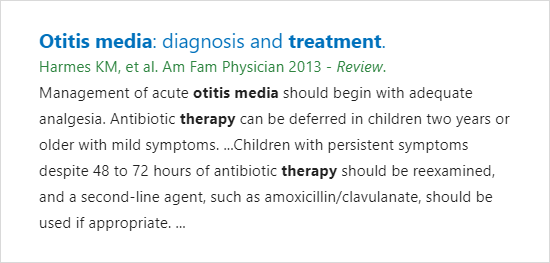 Otitis media: diagnosis and treatment.
Harmes KM, et al. Am Fam Physician 2013 - Review.
Management of acute otitis media should begin with adequate
analgesia. Antibiotic therapy can be deferred in children two years or
older with mild symptoms. ...Children with persistent symptoms
despite 48 to 72 hours of antibiotic therapy should be reexamined,
and a second-line agent, such as amoxicillin/clavulanate, should be
used if appropriate. ...